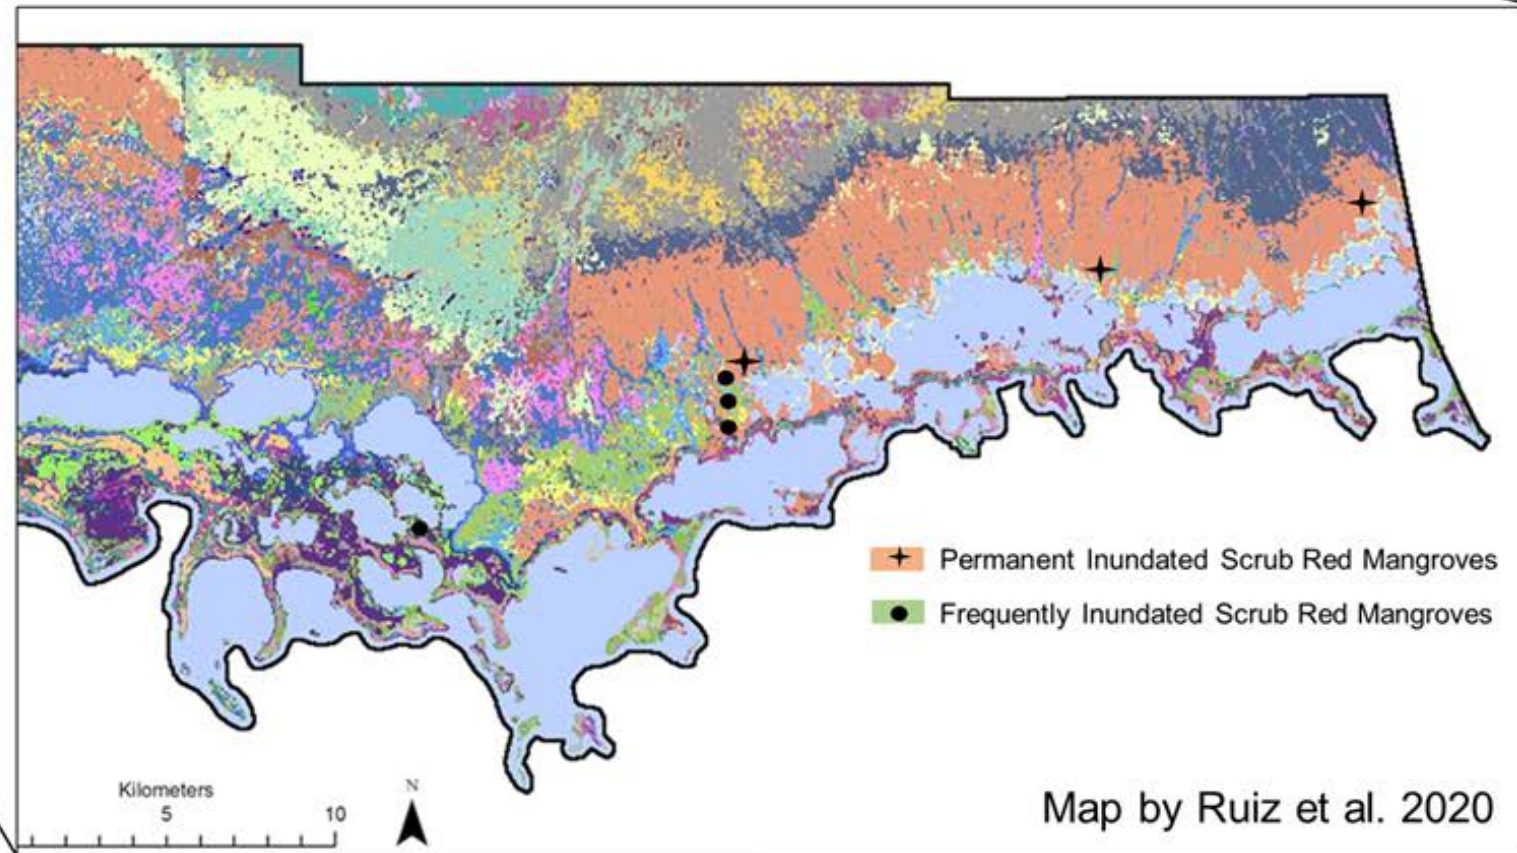 Permanent Inundated Scrub Red Mangroves
Frequently Inundated Scrub Red Mangroves
Kilometers
5 10
N
Map by Ruiz et al. 2020